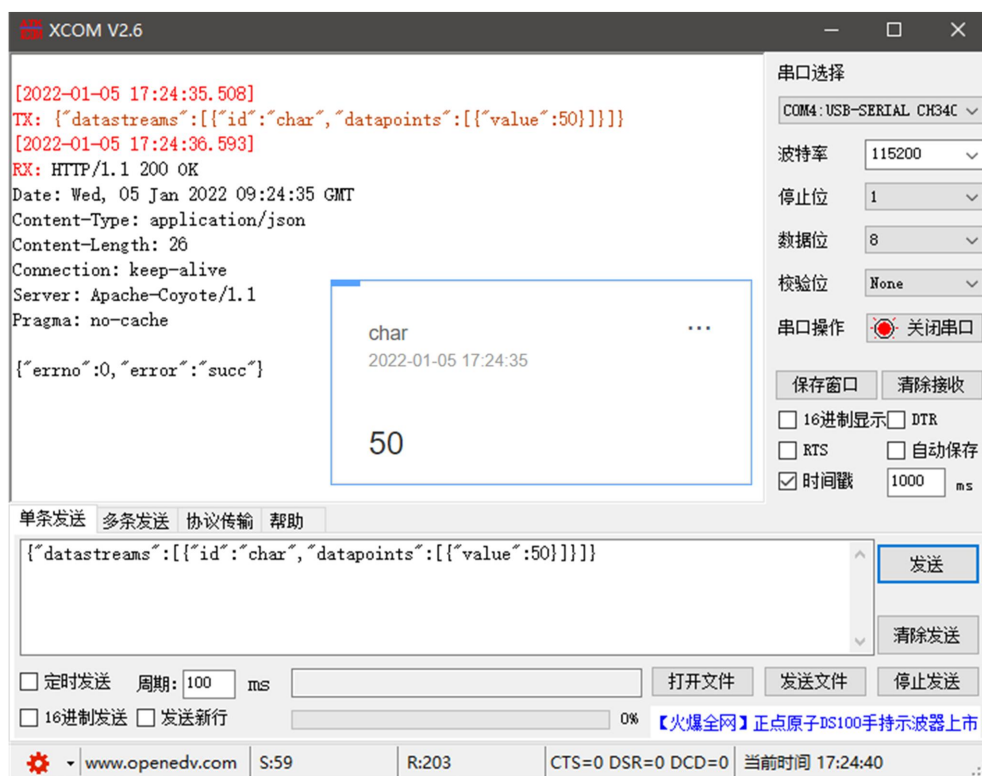 XCOM V2.6
[2022-01-05 17:24:35.508]
TX: {"datastreams":[{"id":"char","datapoints":[{"value":50}]}]}
[2022-01-05 17:24:36.593]
RX: HTTP/1.1 200 OK
Date: Wed, 05 Jan 2022 09:24:35 GMT
Content-Type: application/json
Content-Length: 26
Connection: keep-alive
Server: Apache-Coyote/1.1
Pragma: no-cache
{"errno":0,"error":"succ"}
char
...
2022-01-05 17:24:35
50
串口选择
COM4:USB-SERIAL CH340
波特率 115200
停止位 1
数据位 8
校验位 None
串口操作 关闭串口
保存窗口 清除接收
16进制显示 DTR
RTS 自动保存
时间戳 1000 ms
单条发送 多条发送 协议传输 帮助
{"datastreams":[{"id":"char","datapoints":[{"value":50}]}]}
发送
清除发送
定时发送 周期: 100 ms 打开文件 发送文件 停止发送
16进制发送 发送新行 0% 【火爆全网】正点原子DS100手持示波器上市
www.openedv.com S:59 R:203 CTS=0 DSR=0 DCD=0 当前时间 17:24:40